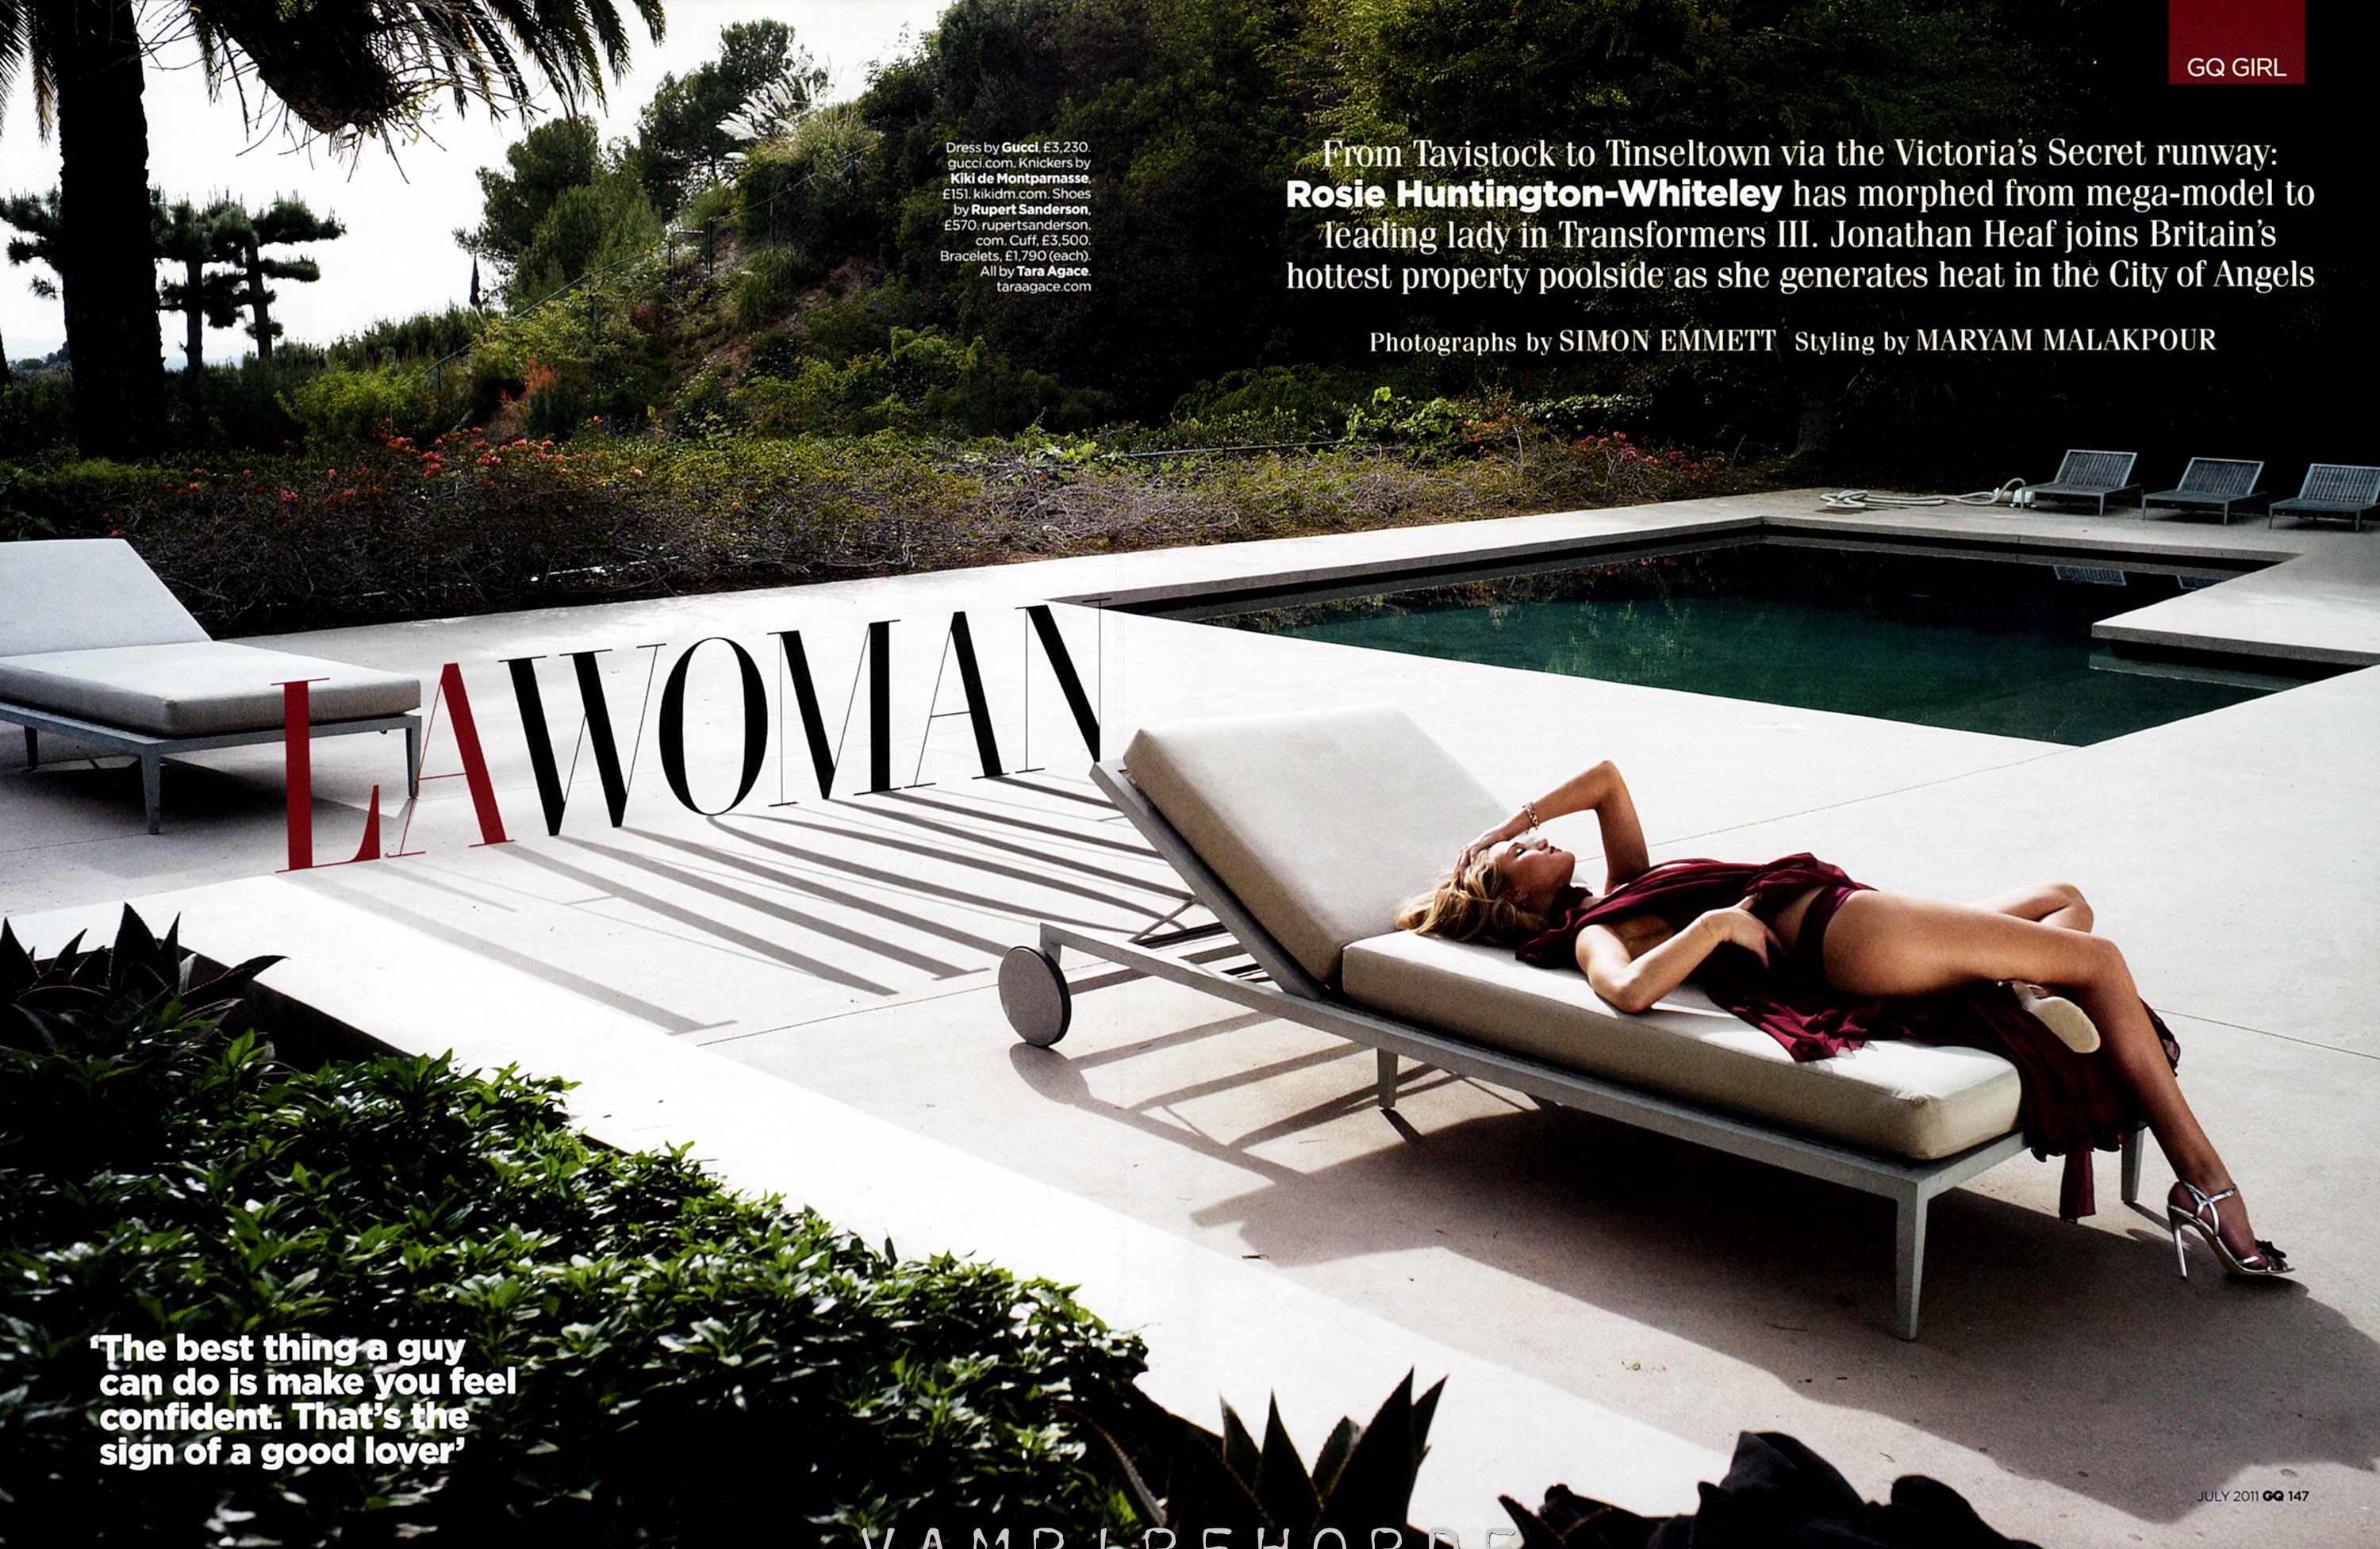 GQ GIRL
From Tavistock to Tinseltown via the Victoria's Secret runway:
Rosie Huntington-Whiteley has morphed from mega-model to
leading lady in Transformers III. Jonathan Heaf joins Britain's
hottest property poolside as she generates heat in the City of Angels
Photographs by SIMON EMMETT Styling by MARYAM MALAKPOUR
Dress by Gucci, £3,230.
gucci.com. Knickers by
Kiki de Montparnasse,
£151. kikidm.com. Shoes
by Rupert Sanderson,
£570. rupertsanderson.
com. Cuff, £3,500.
Bracelets, £1,790 (each).
All by Tara Agace.
taraagace.com
LAWOMAN
'The best thing a guy
can do is make you feel
confident. That's the
sign of a good lover'
JULY 2011 GQ 147
VAMPIREHORDE